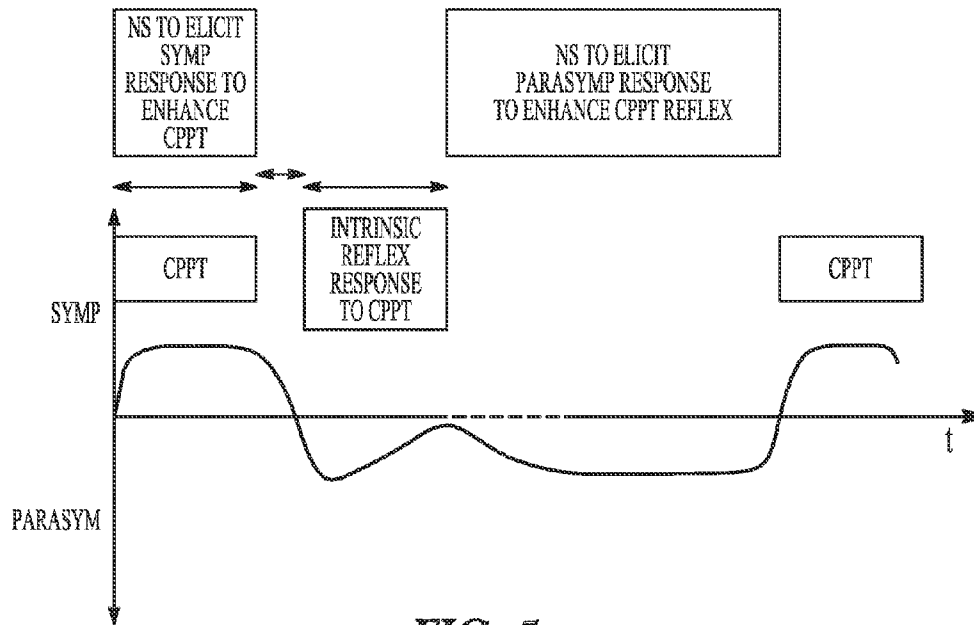 NS TO ELICIT
SYMP
RESPONSE TO
ENHANCE
CPPT
NS TO ELICIT
PARASYMP RESPONSE
TO ENHANCE CPPT REFLEX
CPPT
INTRINSIC
REFLEX
RESPONSE
TO CPPT
CPPT
SYMP
t
PARASYM